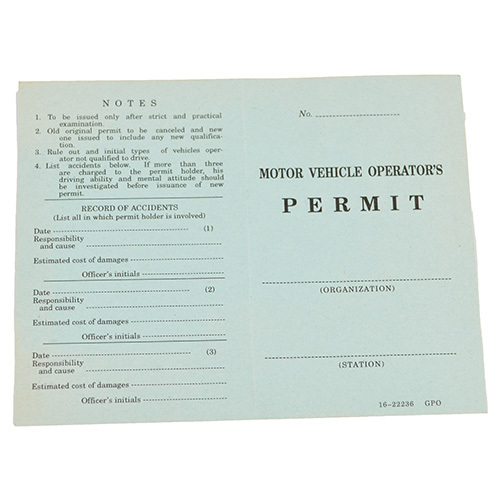 NOTES
1. To be issued only after strict and practical
examination.
2. Old original permit to be canceled and new
one issued to include any new qualifica-
tion.
3. Rule out and initial types of vehicles oper-
ator not qualified to drive.
4. List accidents below. If more than three
are charged to the permit holder, his
driving ability and mental attitude should
be investigated before issuance of new
permit.
RECORD OF ACCIDENTS
(List all in which permit holder is involved)
Date (1)
Responsibility
and cause
Estimated cost of damages
Officer's initials
Date (2)
Responsibility
and cause
Estimated cost of damages
Officer's initials
Date (3)
Responsibility
and cause
Estimated cost of damages
Officer's initials
No.
MOTOR VEHICLE OPERATOR'S
PERMIT
(ORGANIZATION)
(STATION)
16-22236 GPO